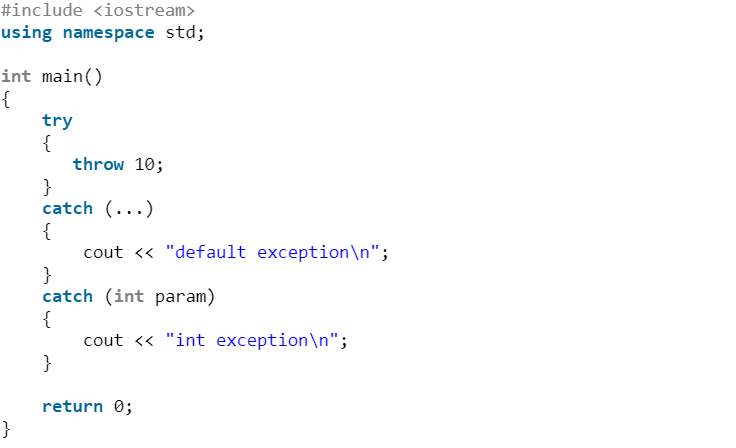 #include <iostream>
using namespace std;

int main()
{
    try
    {
       throw 10;
    }
    catch (...)
    {
        cout << "default exception\n";
    }
    catch (int param)
    {
        cout << "int exception\n";
    }

    return 0;
}